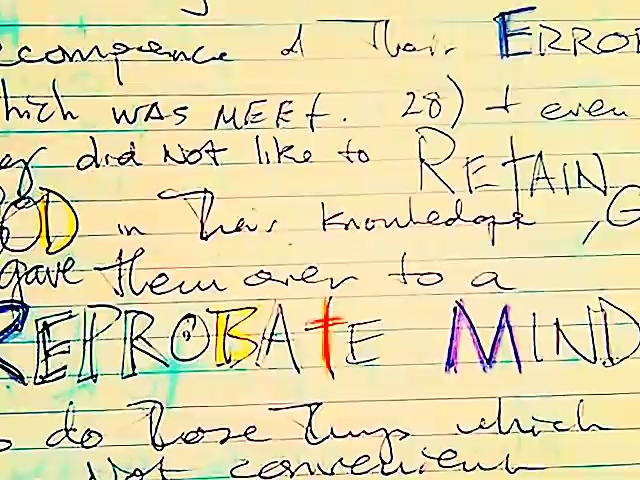 compence of Their ERROR
hich was MEET. 28) + even
ey did Not like to RETAIN
OD in Their knowledge, G
gave them over to a
REPROBATE MIND
o do Those Things which
Not convenient